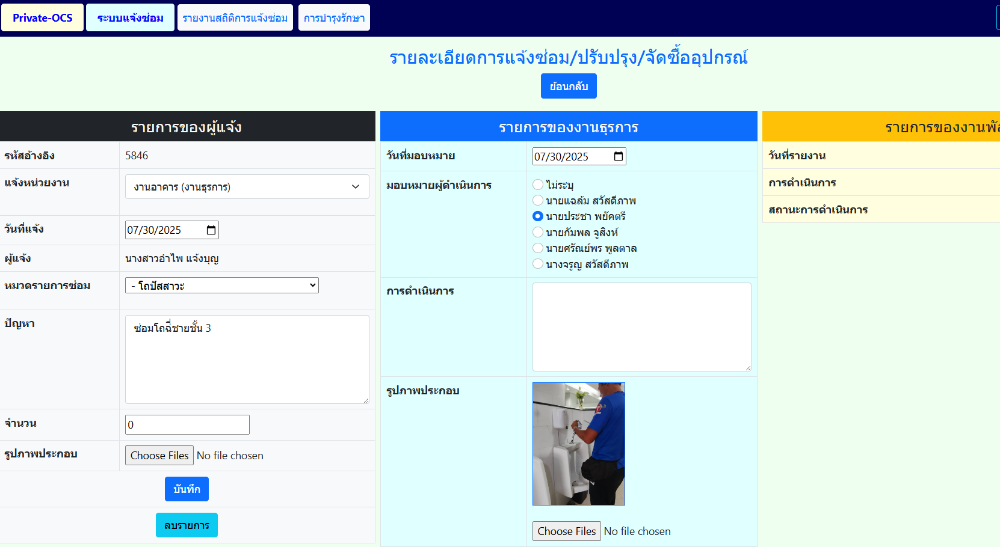 Private-OCS ระบบแจ้งซ่อม รายงานสถิติการแจ้งซ่อม การบำรุงรักษา
รายละเอียดการแจ้งซ่อม/ปรับปรุง/จัดซื้ออุปกรณ์
ย้อนกลับ
รายการของผู้แจ้ง
รหัสอ้างอิง 5846
แจ้งหน่วยงาน งานอาคาร (งานธุรการ)
วันที่แจ้ง 07/30/2025
ผู้แจ้ง นางสาวอำไพ แจ้งบุญ
หมวดรายการซ่อม - โถปัสสาวะ
ปัญหา ซ่อมโถฉี่ชายชั้น 3
จำนวน 0
รูปภาพประกอบ Choose Files No file chosen
บันทึก
ลบรายการ
รายการของงานธุรการ
วันที่มอบหมาย 07/30/2025
มอบหมายผู้ดำเนินการ ไม่ระบุ
นายแฉล้ม สวัสดีภาพ
นายประชา พยัคตรี
นายกัมพล จูสิงห์
นายศรัณย์พร พูลตาล
นางจรูญ สวัสดีภาพ
การดำเนินการ
รูปภาพประกอบ
Choose Files No file chosen
รายการของงานพัส
วันที่รายงาน
การดำเนินการ
สถานะการดำเนินการ